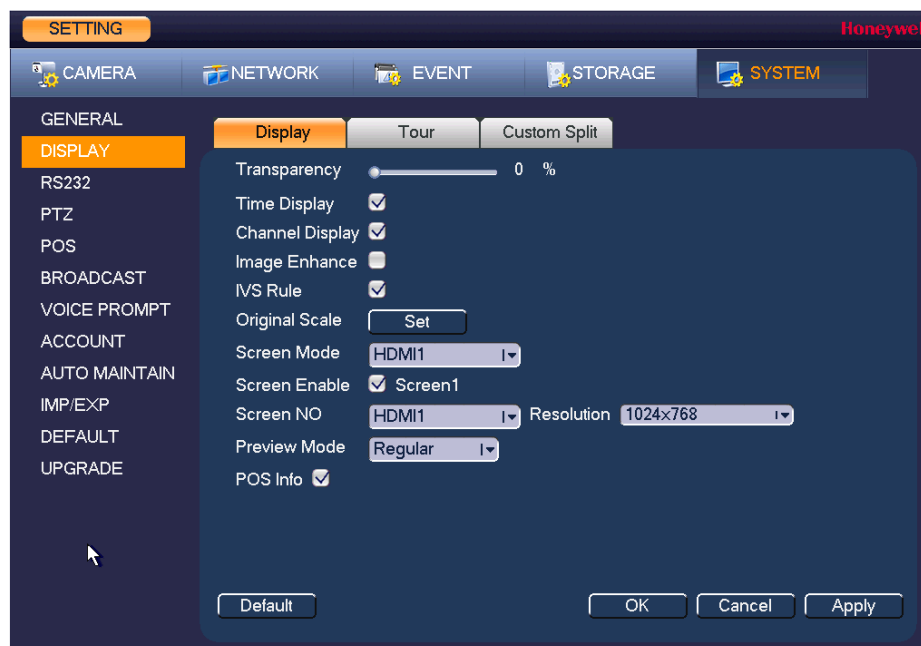 SETTING
Honeywel
CAMERA NETWORK EVENT STORAGE SYSTEM
GENERAL
DISPLAY
RS232
PTZ
POS
BROADCAST
VOICE PROMPT
ACCOUNT
AUTO MAINTAIN
IMP/EXP
DEFAULT
UPGRADE
Display Tour Custom Split
Transparency 0 %
Time Display
Channel Display
Image Enhance
IVS Rule
Original Scale Set
Screen Mode HDMI1
Screen Enable Screen1
Screen NO HDMI1 Resolution 1024×768
Preview Mode Regular
POS Info
Default OK Cancel Apply